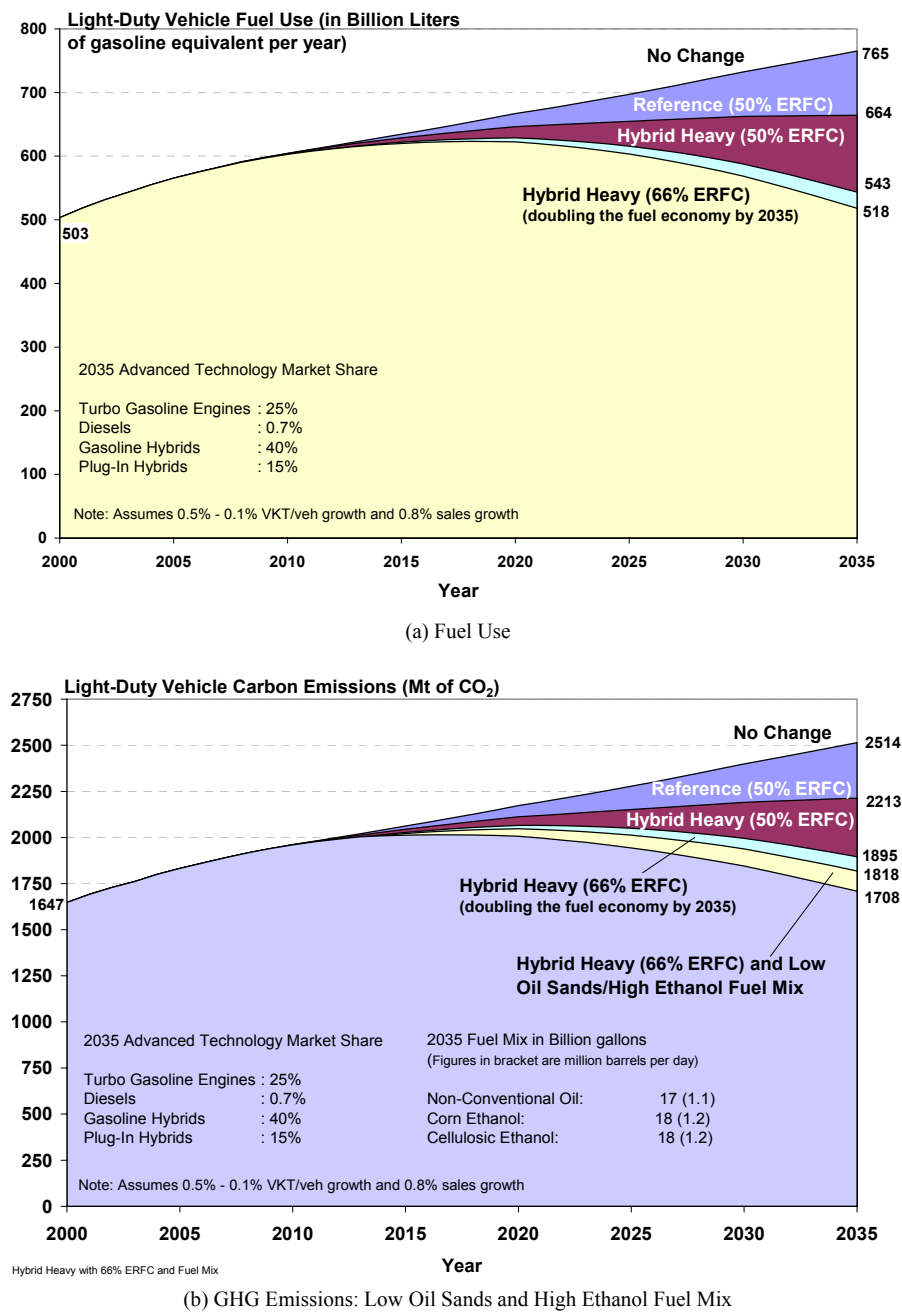 Light-Duty Vehicle Fuel Use (in Billion Liters
of gasoline equivalent per year)
800
700
600
500
400
300
200
100
0
No Change
765
Reference (50% ERFC)
664
Hybrid Heavy (50% ERFC)
543
Hybrid Heavy (66% ERFC)
(doubling the fuel economy by 2035)
518
503
2035 Advanced Technology Market Share
Turbo Gasoline Engines : 25%
Diesels : 0.7%
Gasoline Hybrids : 40%
Plug-In Hybrids : 15%
Note: Assumes 0.5% - 0.1% VKT/veh growth and 0.8% sales growth
2000 2005 2010 2015 2020 2025 2030 2035
Year
(a) Fuel Use
Light-Duty Vehicle Carbon Emissions (Mt of CO₂)
2750
2500
2250
2000
1750
1500
1250
1000
750
500
250
0
No Change
2514
Reference (50% ERFC)
2213
Hybrid Heavy (50% ERFC)
1895
1818
1708
1647
Hybrid Heavy (66% ERFC)
(doubling the fuel economy by 2035)
Hybrid Heavy (66% ERFC) and Low
Oil Sands/High Ethanol Fuel Mix
2035 Advanced Technology Market Share
Turbo Gasoline Engines : 25%
Diesels : 0.7%
Gasoline Hybrids : 40%
Plug-In Hybrids : 15%
2035 Fuel Mix in Billion gallons
(Figures in bracket are million barrels per day)
Non-Conventional Oil: 17 (1.1)
Corn Ethanol: 18 (1.2)
Cellulosic Ethanol: 18 (1.2)
Note: Assumes 0.5% - 0.1% VKT/veh growth and 0.8% sales growth
2000 2005 2010 2015 2020 2025 2030 2035
Year
Hybrid Heavy with 66% ERFC and Fuel Mix
(b) GHG Emissions: Low Oil Sands and High Ethanol Fuel Mix